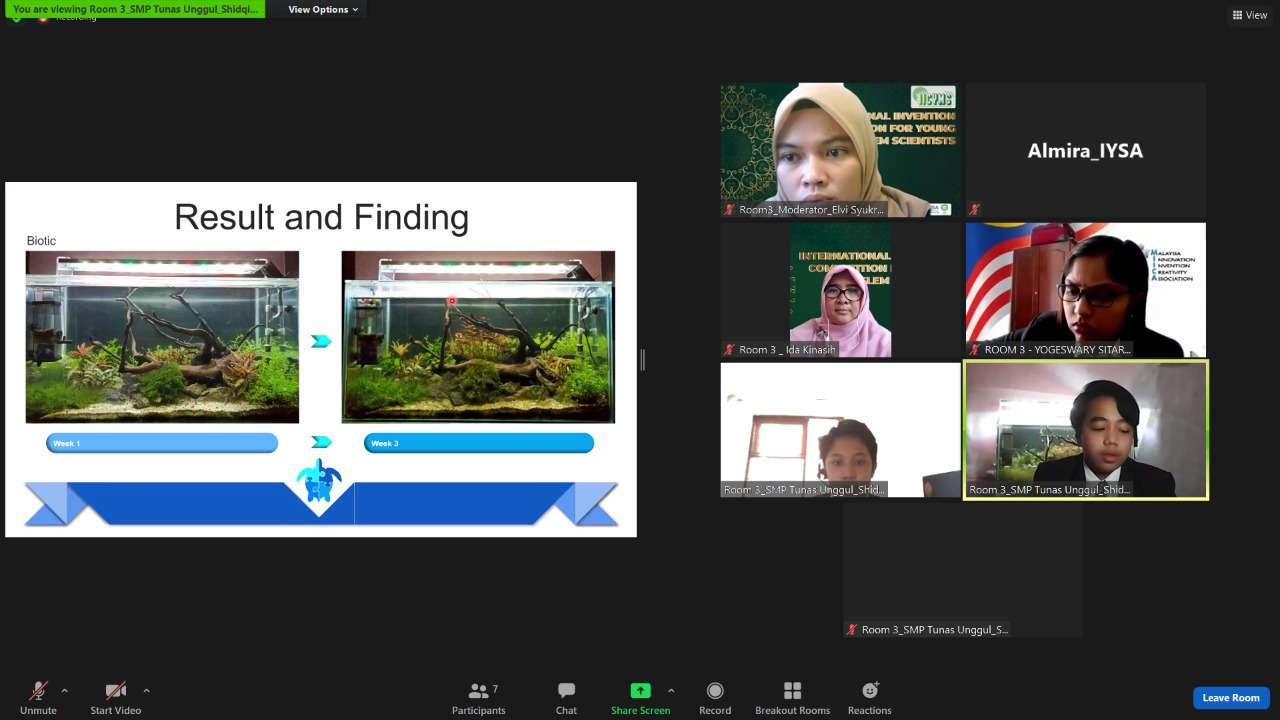 You are viewing Room 3_SMP Tunas Unggul_Shidqi...
View Options
Recording
View
Result and Finding
Biotic
Week 1
Week 3
IICYMS
NAL INVENTION
ON FOR YOUNG
EM SCIENTISTS
Room3_Moderator_Elvi Syukr...
Almira_IYSA
INTERNATIONAL
COMPETITION
LEM
Room 3 _ Ida Kinasih
MALAYSIA
INNOVATION
INVENTION
CREATIVITY
ASSOCIATION
ROOM 3 - YOGESWARY SITAR...
Room 3_SMP Tunas Unggul_Shid...
Room 3_SMP Tunas Unggul_Shid...
Room 3_SMP Tunas Unggul_S...
Unmute
Start Video
7
Participants
Chat
Share Screen
Record
Breakout Rooms
Reactions
Leave Room